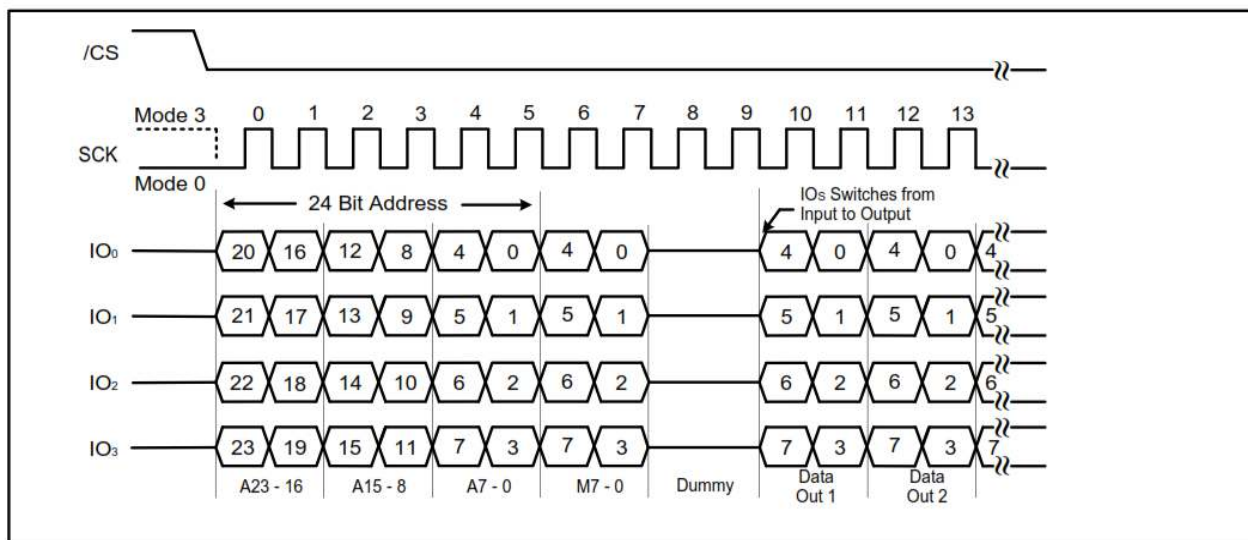 /CS
Mode 3 0 1 2 3 4 5 6 7 8 9 10 11 12 13
SCK
Mode 0
24 Bit Address
IOs Switches from
Input to Output
IO0 20 16 12 8 4 0 4 0 4 0 4 0 4
IO1 21 17 13 9 5 1 5 1 5 1 5 1 5
IO2 22 18 14 10 6 2 6 2 6 2 6 2 6
IO3 23 19 15 11 7 3 7 3 7 3 7 3 7
A23 - 16 A15 - 8 A7 - 0 M7 - 0 Dummy Data Out 1 Data Out 2